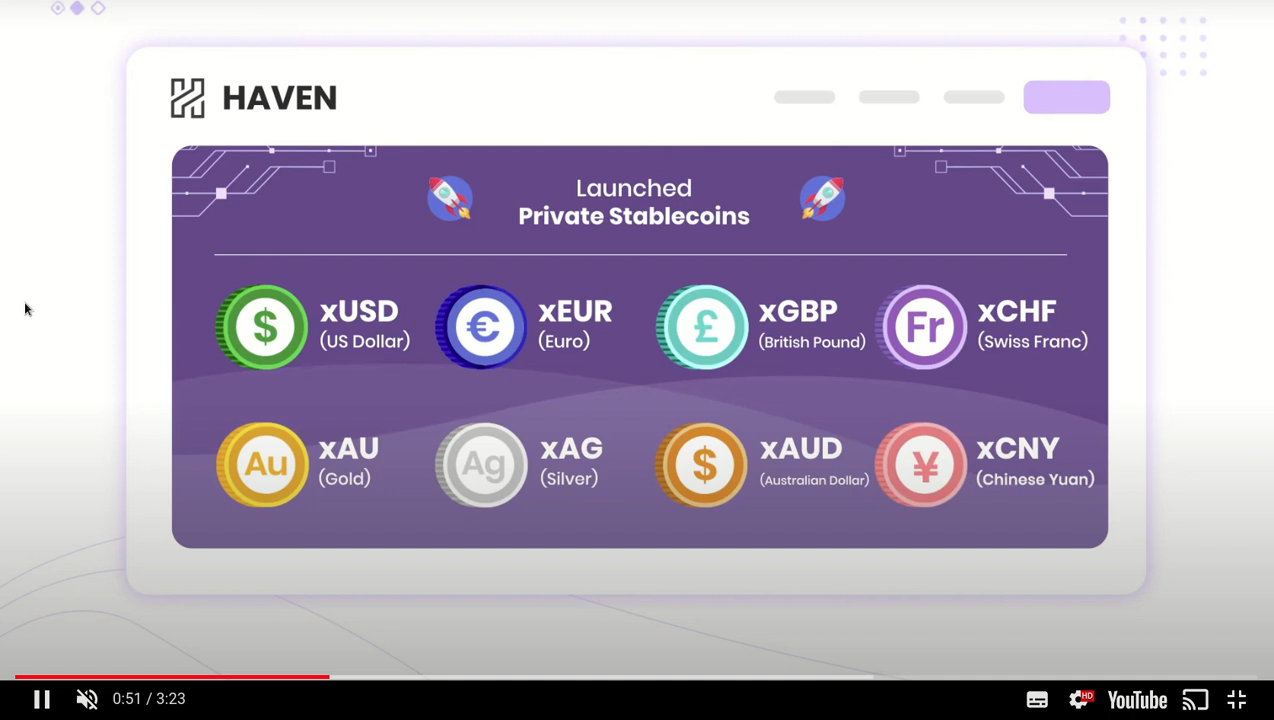 HAVEN
Launched
Private Stablecoins
$ xUSD
(US Dollar)
€ xEUR
(Euro)
£ xGBP
(British Pound)
Fr xCHF
(Swiss Franc)
Au xAU
(Gold)
Ag xAG
(Silver)
$ xAUD
(Australian Dollar)
¥ xCNY
(Chinese Yuan)
0:51 / 3:23
HD
YouTube